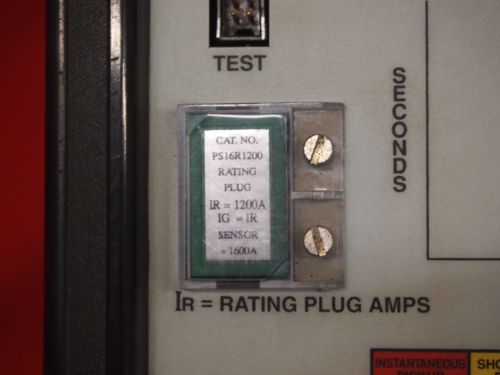 TEST
SECONDS
CAT. NO.
PS16R1200
RATING
PLUG
IR = 1200A
IG = IR
SENSOR
= 1600A
IR = RATING PLUG AMPS
INSTANTANEOUS